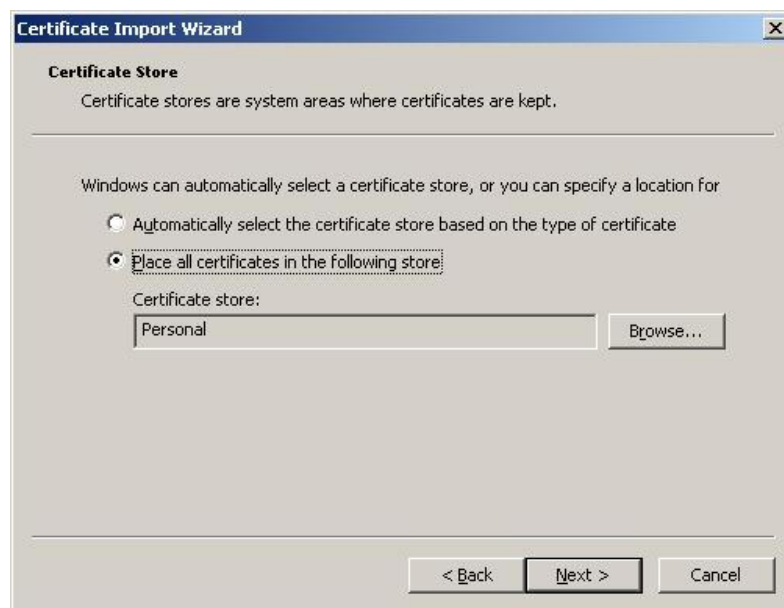 Certificate Import Wizard
Certificate Store
Certificate stores are system areas where certificates are kept.
Windows can automatically select a certificate store, or you can specify a location for
Automatically select the certificate store based on the type of certificate
Place all certificates in the following store
Certificate store:
Personal
Browse...
< Back Next > Cancel